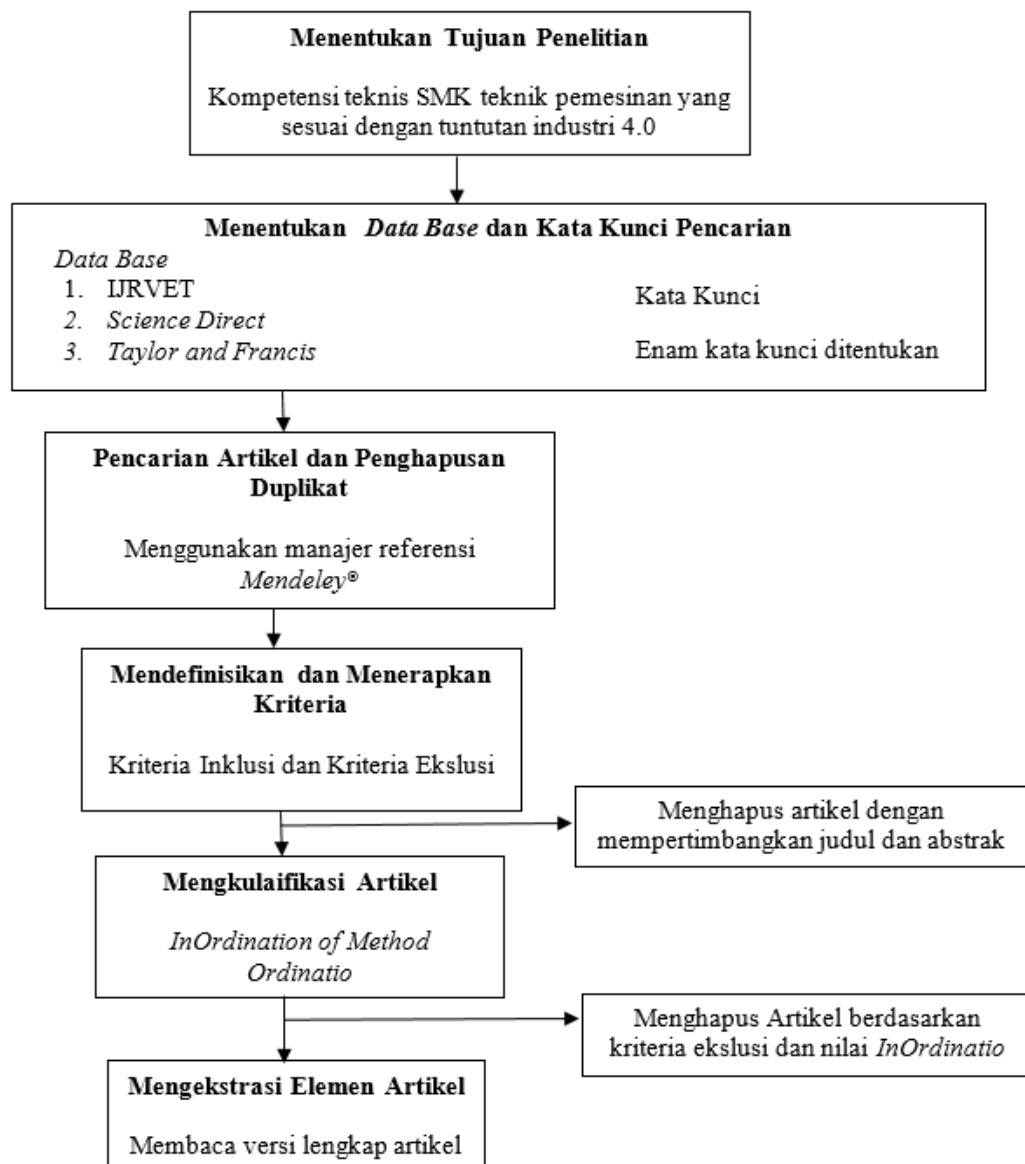 Menentukan Tujuan Penelitian
Kompetensi teknis SMK teknik pemesinan yang
sesuai dengan tuntutan industri 4.0
Menentukan Data Base dan Kata Kunci Pencarian
Data Base
1. IJRVET
2. Science Direct
3. Taylor and Francis
Kata Kunci
Enam kata kunci ditentukan
Pencarian Artikel dan Penghapusan
Duplikat
Menggunakan manajer referensi
Mendeley®
Mendefinisikan dan Menerapkan
Kriteria
Kriteria Inklusi dan Kriteria Ekslusi
Menghapus artikel dengan
mempertimbangkan judul dan abstrak
Mengkulaifikasi Artikel
InOrdination of Method
Ordinatio
Menghapus Artikel berdasarkan
kriteria ekslusi dan nilai InOrdinatio
Mengekstrasi Elemen Artikel
Membaca versi lengkap artikel